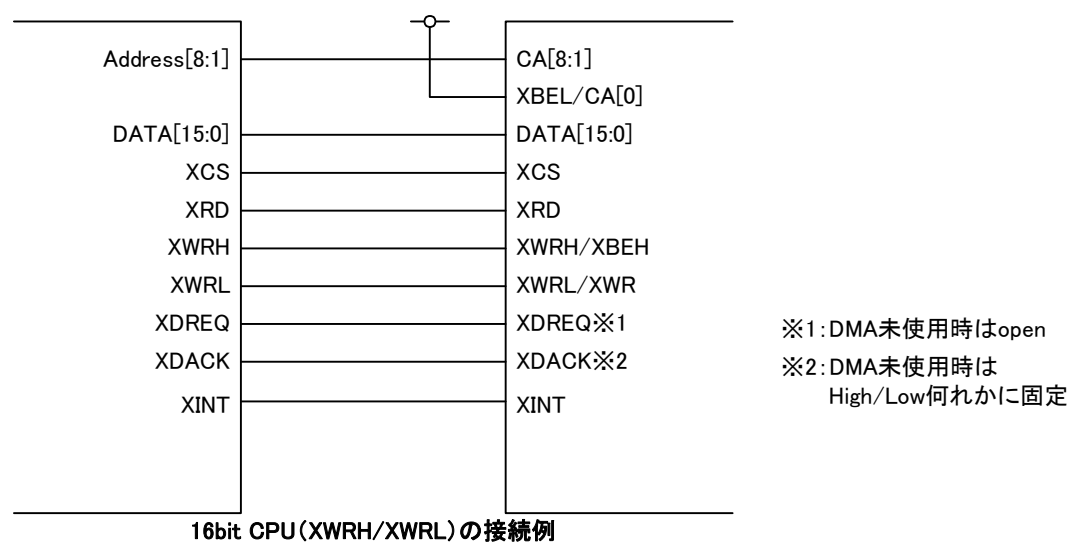 Address[8:1] CA[8:1]
XBEL/CA[0]
DATA[15:0] DATA[15:0]
XCS XCS
XRD XRD
XWRH XWRH/XBEH
XWRL XWRL/XWR
XDREQ XDREQ※1
XDACK XDACK※2
XINT XINT
※1:DMA未使用時はopen
※2:DMA未使用時は
High/Low何れかに固定
16bit CPU(XWRH/XWRL)の接続例